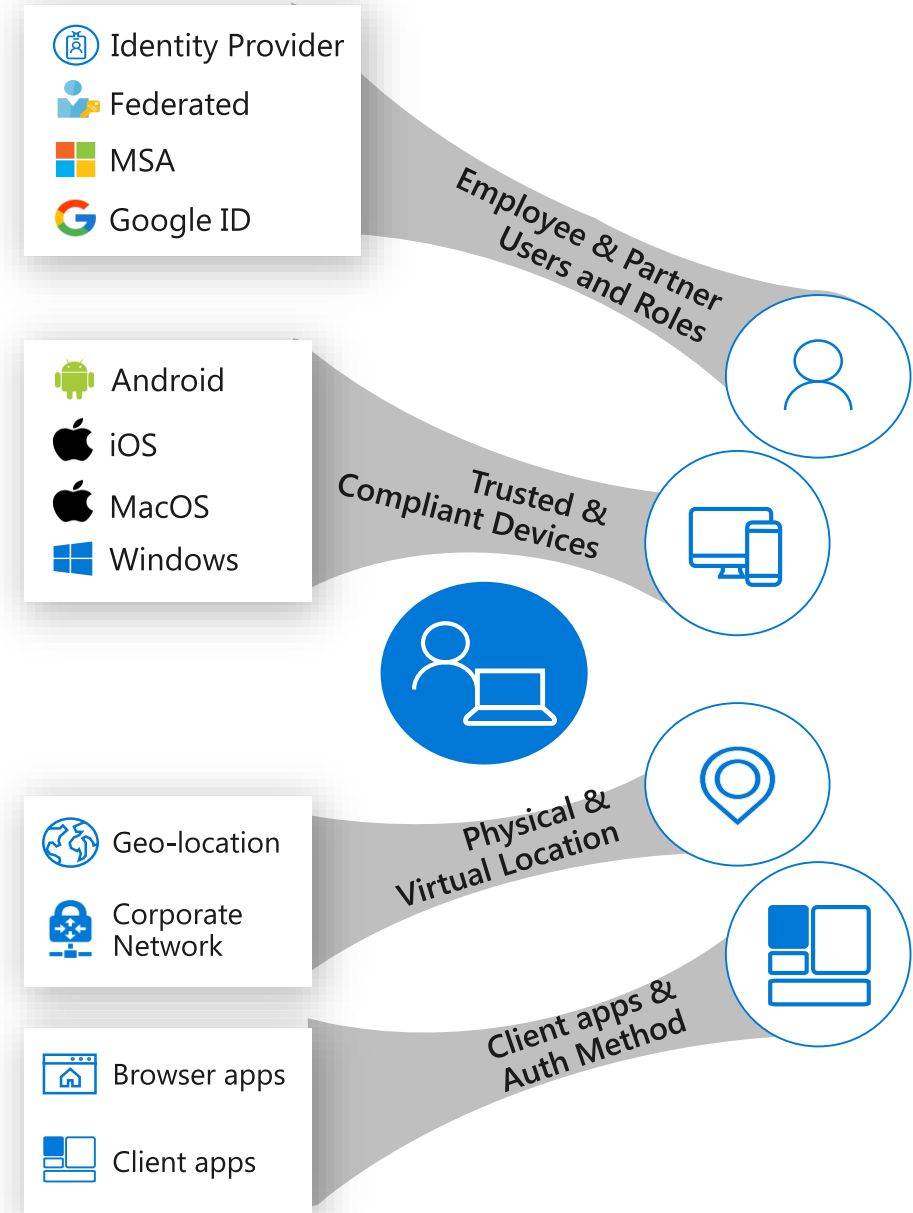 Identity Provider
Federated
MSA
Google ID
Employee & Partner
Users and Roles
Android
iOS
MacOS
Windows
Trusted &
Compliant Devices
Geo-location
Corporate
Network
Physical &
Virtual Location
Browser apps
Client apps
Client apps &
Auth Method